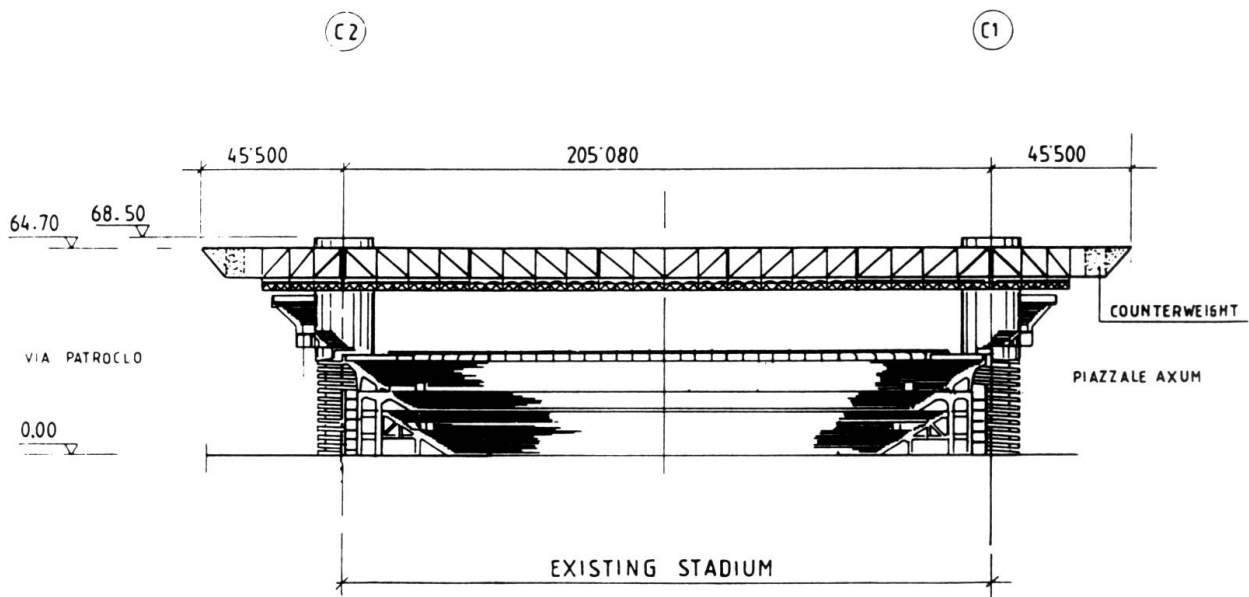 C2
C1
45'500
205'080
45'500
64.70
68.50
COUNTERWEIGHT
VIA PATROCLO
PIAZZALE AXUM
0.00
EXISTING STADIUM